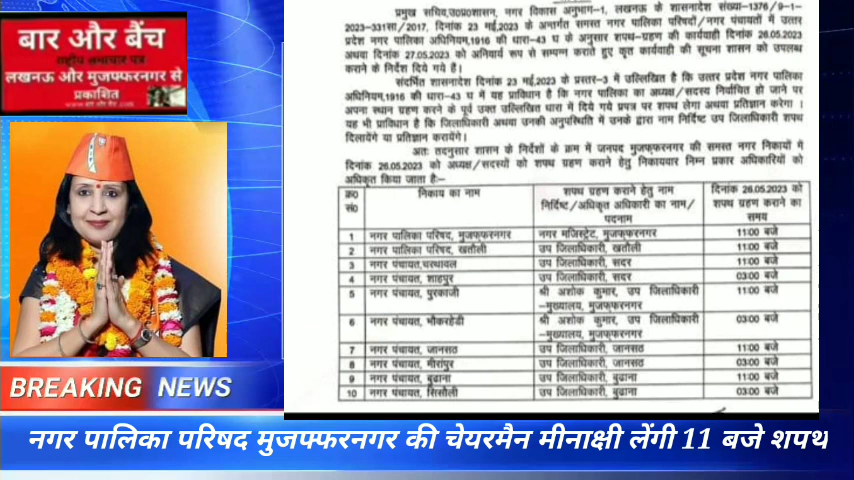 बार और बैंच
राष्ट्रीय समाचार पत्र
लखनऊ और मुजफ्फरनगर से
प्रकाशित
BREAKING NEWS
प्रमुख सचिव,उ०प्र०शासन, नगर विकास अनुभाग-1, लखनऊ के शासनादेश संख्या-1376/9-1-
2023-331सा/2017, दिनांक 23 मई,2023 के अन्तर्गत समस्त नगर पालिका परिषदों/नगर पंचायतों में उत्तर
प्रदेश नगर पालिका अधिनियम,1916 की धारा-43 घ के अनुसार शपथ-ग्रहण की कार्यवाही दिनांक 26.05.2023
अथवा दिनांक 27.05.2023 को अनिवार्य रूप से सम्पन्न कराते हुए कृत कार्यवाही की सूचना शासन को उपलब्ध
कराने के निर्देश दिये गये हैं।
संदर्भित शासनादेश दिनांक 23 मई,2023 के प्रस्तर-3 में उल्लिखित है कि उत्तर प्रदेश नगर पालिका
अधिनियम,1916 की धारा-43 घ में यह प्राविधान है कि नगर पालिका का अध्यक्ष/सदस्य निर्वाचित हो जाने पर
अपना स्थान ग्रहण करने के पूर्व उक्त उल्लिखित धारा में दिये गये प्रपत्र पर शपथ लेगा अथवा प्रतिज्ञान करेगा ।
यह भी प्राविधान है कि जिलाधिकारी अथवा उनकी अनुपस्थिति में उनके द्वारा नाम निर्दिष्ट उप जिलाधिकारी शपथ
दिलायेंगे या प्रतिज्ञान करायेंगे।
अतः तदनुसार शासन के निर्देशों के क्रम में जनपद मुजफ्फरनगर की समस्त नगर निकायों में
दिनांक 26.05.2023 को अध्यक्ष/सदस्यों को शपथ ग्रहण कराने हेतु निकायवार निम्न प्रकार अधिकारियों को
अधिकृत किया जाता है:-
क्र० सं० निकाय का नाम शपथ ग्रहण कराने हेतु नाम निर्दिष्ट/अधिकृत अधिकारी का नाम/ पदनाम दिनांक 26.05.2023 को शपथ ग्रहण कराने का समय
1 नगर पालिका परिषद, मुजफ्फरनगर नगर मजिस्ट्रेट, मुजफ्फरनगर 11:00 बजे
2 नगर पालिका परिषद, खतौली उप जिलाधिकारी, खतौली 11:00 बजे
3 नगर पंचायत,चरथावल उप जिलाधिकारी, सदर 11:00 बजे
4 नगर पंचायत, शाहपुर उप जिलाधिकारी, सदर 03:00 बजे
5 नगर पंचायत, पुरकाजी श्री अशोक कुमार, उप जिलाधिकारी -मुख्यालय, मुजफ्फरनगर 11:00 बजे
6 नगर पंचायत, भौकरहेडी श्री अशोक कुमार, उप जिलाधिकारी -मुख्यालय, मुजफ्फरनगर 03:00 बजे
7 नगर पंचायत, जानसठ उप जिलाधिकारी, जानसठ 11:00 बजे
8 नगर पंचायत, मीरांपुर उप जिलाधिकारी, जानसठ 03:00 बजे
9 नगर पंचायत, बुढ़ाना उप जिलाधिकारी, बुढाना 11:00 बजे
10 नगर पंचायत, सिसौली उप जिलाधिकारी, बुढाना 03:00 बजे
नगर पालिका परिषद मुजफ्फरनगर की चेयरमैन मीनाक्षी लेंगी 11 बजे शपथ